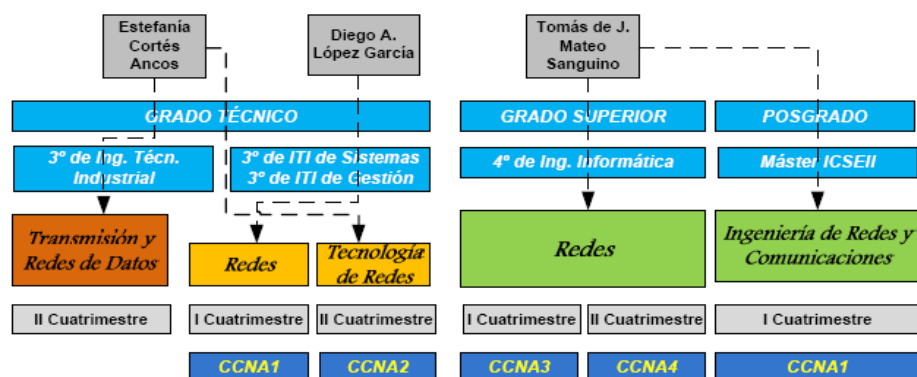 Estefanía
Cortés
Ancos
Diego A.
López García
Tomás de J.
Mateo
Sanguino
GRADO TÉCNICO
GRADO SUPERIOR
POSGRADO
3º de Ing. Técn.
Industrial
3º de ITI de Sistemas
3º de ITI de Gestión
4º de Ing. Informática
Máster ICSEII
Transmisión y
Redes de Datos
Redes
Tecnología
de Redes
Redes
Ingeniería de Redes y
Comunicaciones
II Cuatrimestre
I Cuatrimestre
II Cuatrimestre
I Cuatrimestre
II Cuatrimestre
I Cuatrimestre
CCNA1
CCNA2
CCNA3
CCNA4
CCNA1